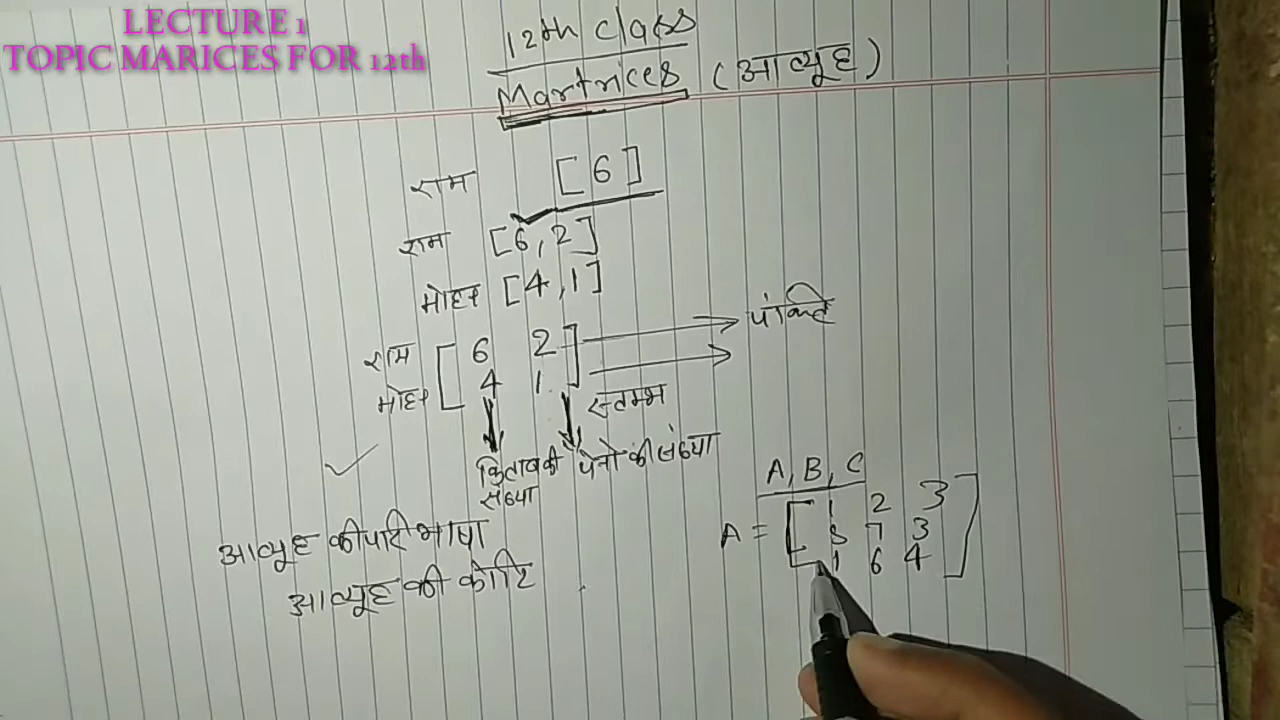 LECTURE 1
TOPIC MARICES FOR 12th
12th class
Martrices (आव्यूह)
राम [6]
राम [6,2]
मोहन [4,1]
राम [6 2] पंक्ति
मोहन [4 1]
स्तम्भ
किताब की संख्या
पेनो की संख्या
A, B, C
आव्यूह की परिभाषा
आव्यूह की कोटि
A = [1 2 3
8 7 3
1 6 4]